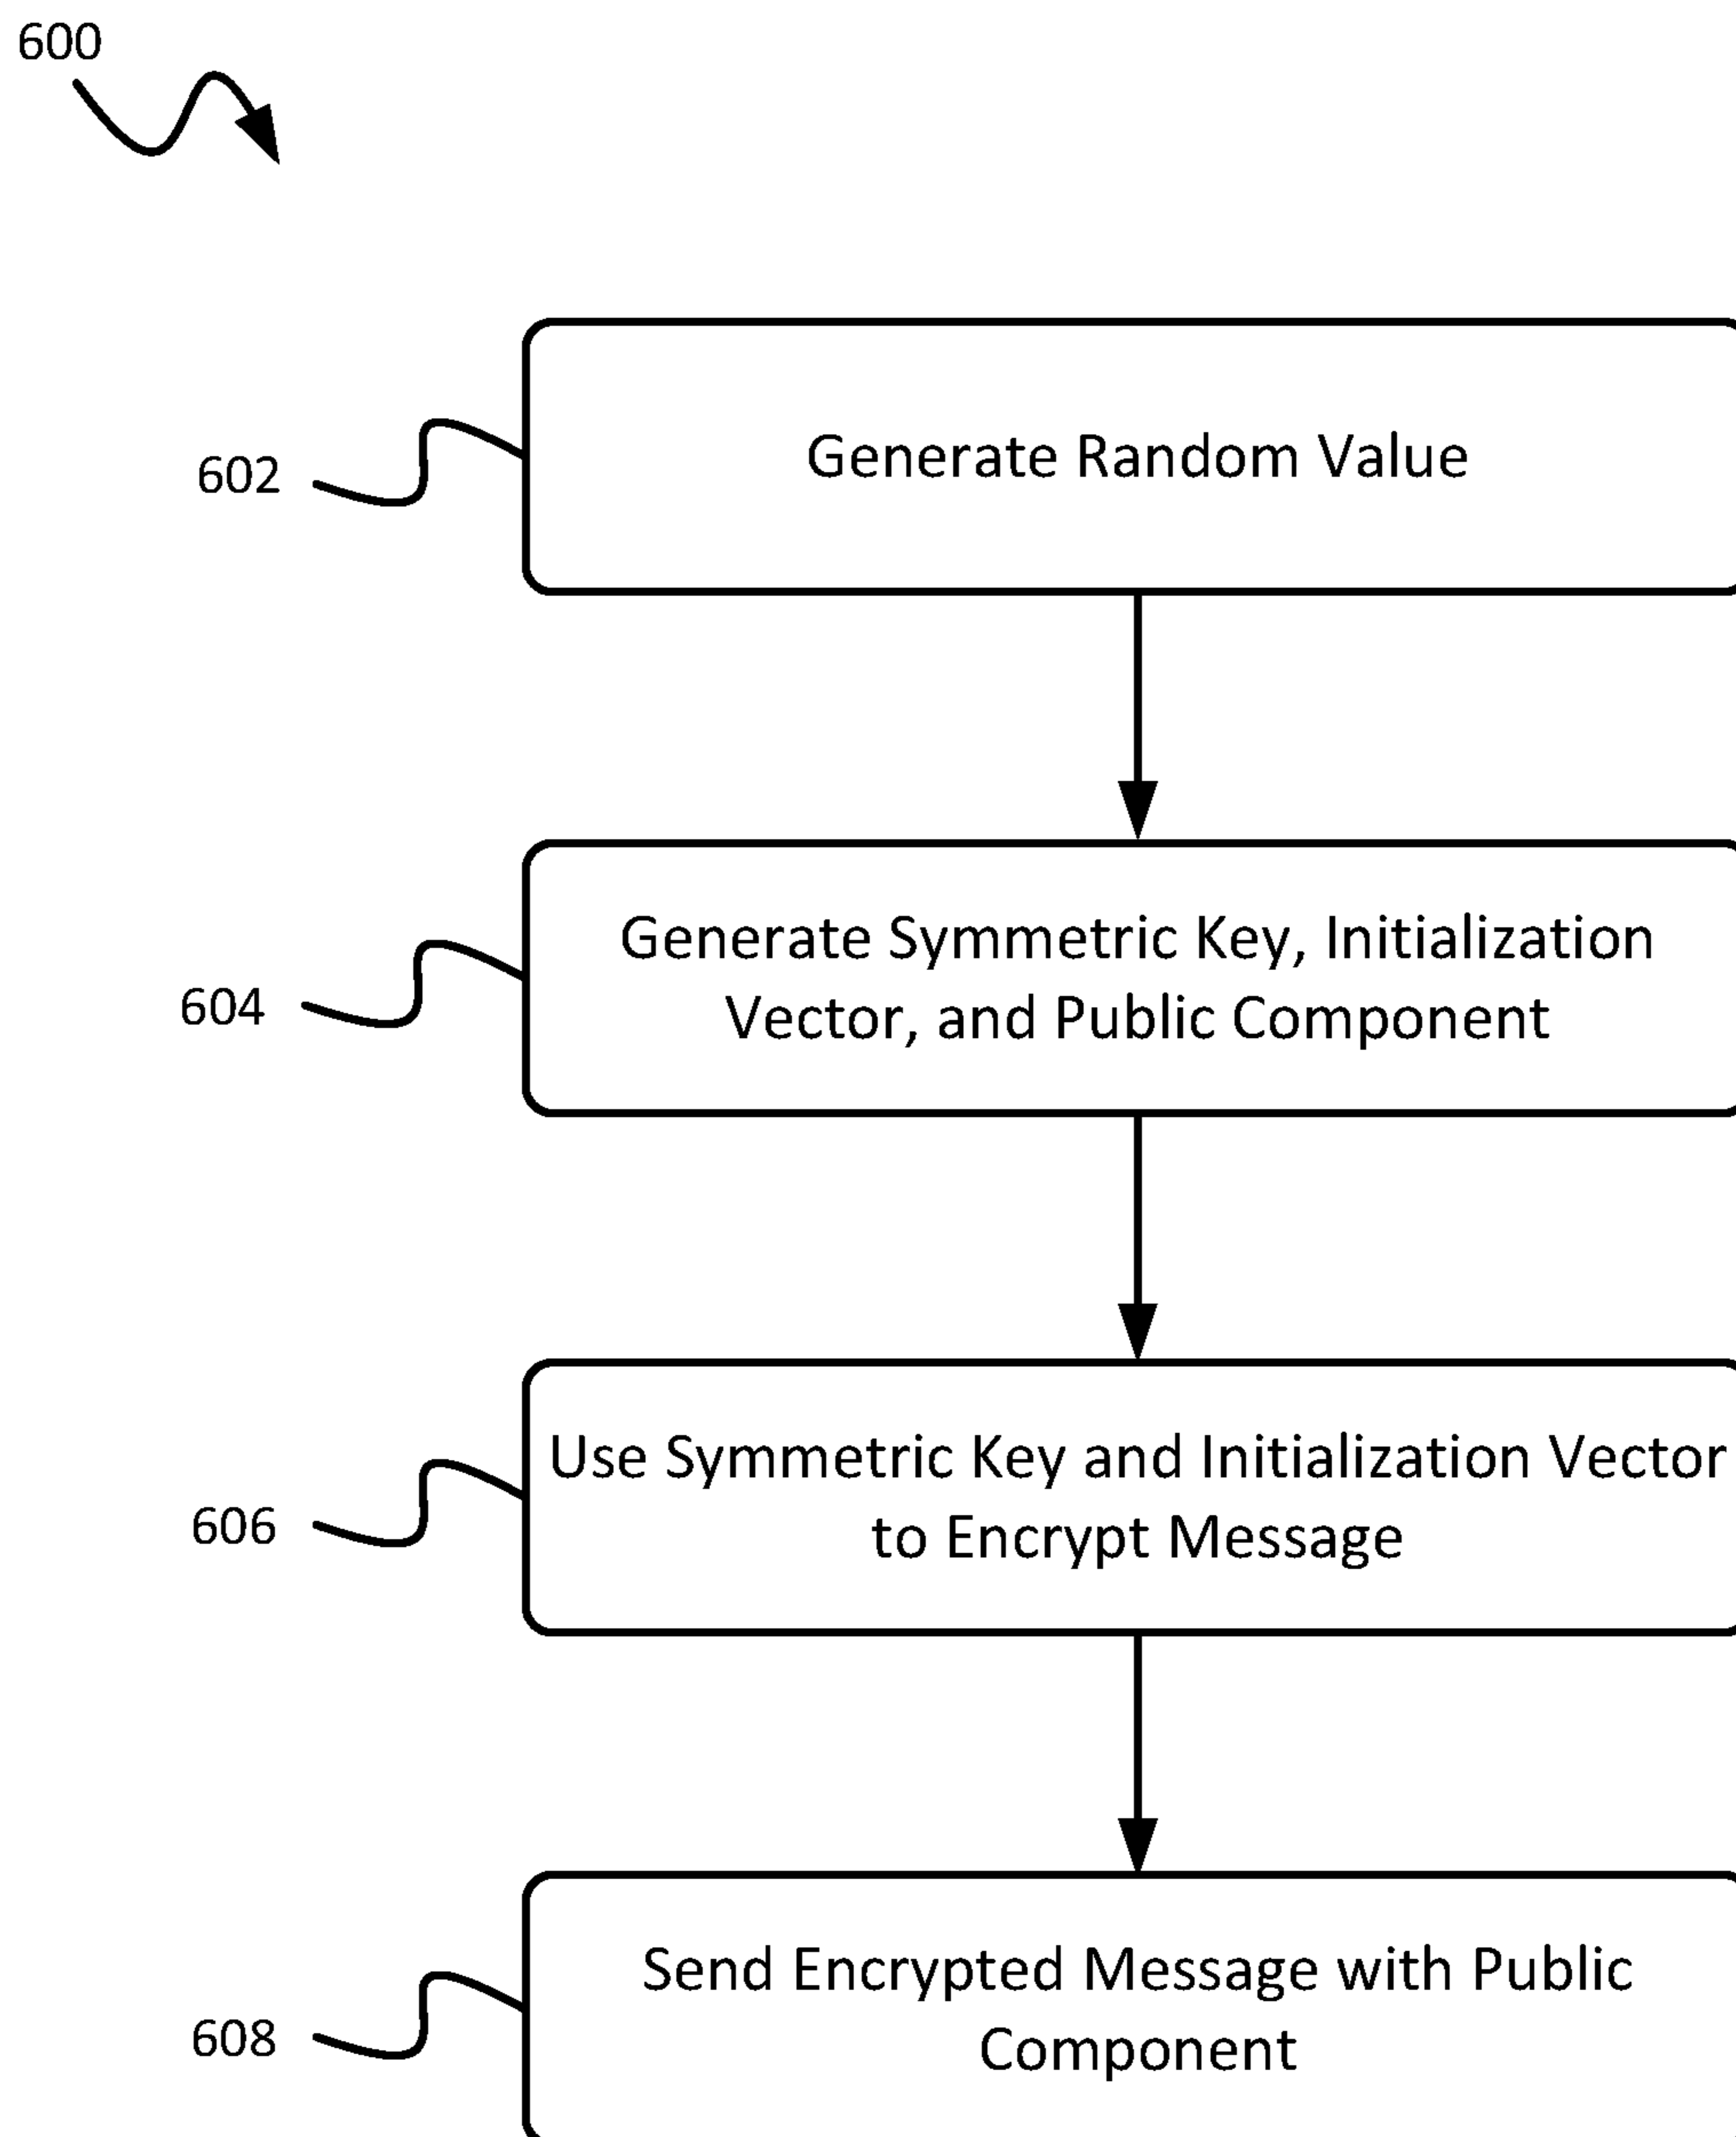 600
602
Generate Random Value
604
Generate Symmetric Key, Initialization
Vector, and Public Component
606
Use Symmetric Key and Initialization Vector
to Encrypt Message
608
Send Encrypted Message with Public
Component